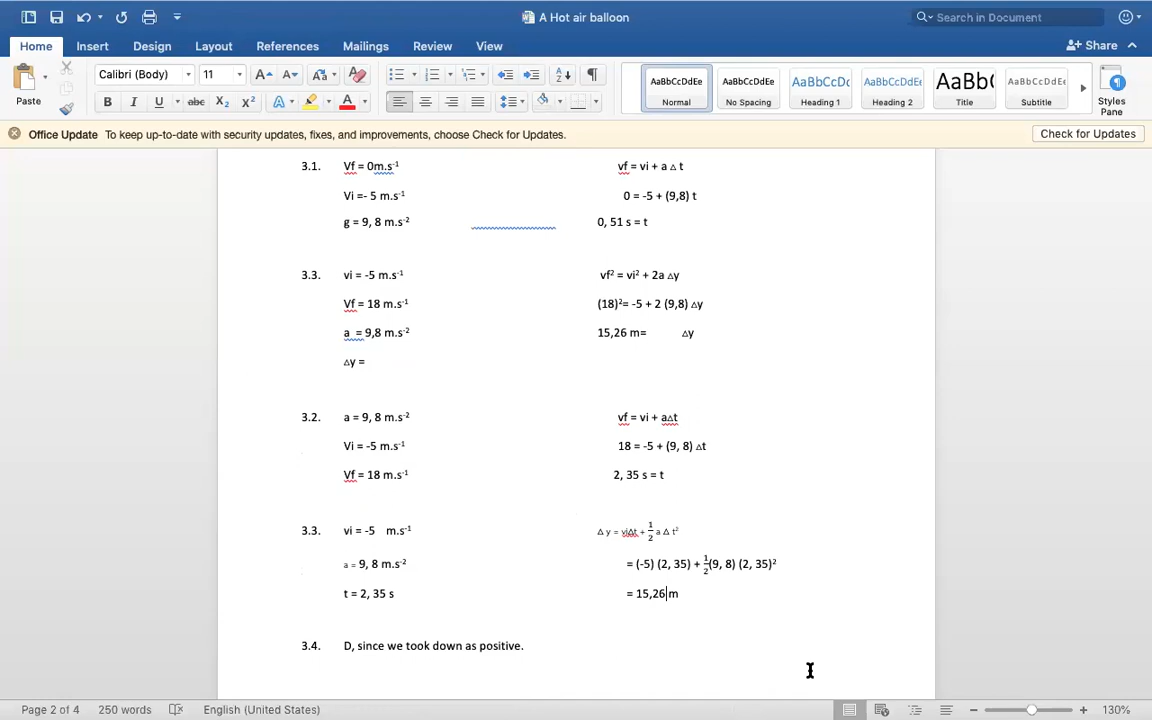 A Hot air balloon
Search in Document
Home Insert Design Layout References Mailings Review View
Share
Paste
Calibri (Body) 11
AaBbCcDdEe AaBbCcDdEe AaBbCcDc AaBbCcDdEe AaBb( AaBbCcDdEe
Normal No Spacing Heading 1 Heading 2 Title Subtitle
Styles Pane
Office Update To keep up-to-date with security updates, fixes, and improvements, choose Check for Updates.
Check for Updates
3.1. Vf = 0m.s⁻¹ vf = vi + a △ t
Vi =- 5 m.s⁻¹ 0 = -5 + (9,8) t
g = 9, 8 m.s⁻² 0, 51 s = t
3.3. vi = -5 m.s⁻¹ vf² = vi² + 2a △y
Vf = 18 m.s⁻¹ (18)²= -5 + 2 (9,8) △y
a = 9,8 m.s⁻² 15,26 m= △y
△y =
3.2. a = 9, 8 m.s⁻² vf = vi + a△t
Vi = -5 m.s⁻¹ 18 = -5 + (9, 8) △t
Vf = 18 m.s⁻¹ 2, 35 s = t
3.3. vi = -5 m.s⁻¹ △ y = vi△t + 1/2 a △ t²
a = 9, 8 m.s⁻² = (-5) (2, 35) + 1/2(9, 8) (2, 35)²
t = 2, 35 s = 15,26 m
3.4. D, since we took down as positive.
Page 2 of 4 250 words English (United States) 130%